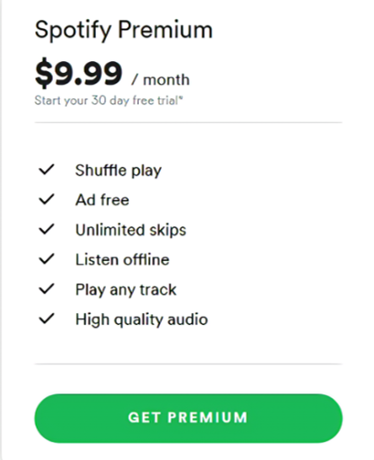 Spotify Premium
$9.99 / month
Start your 30 day free trial*
Shuffle play
Ad free
Unlimited skips
Listen offline
Play any track
High quality audio
GET PREMIUM